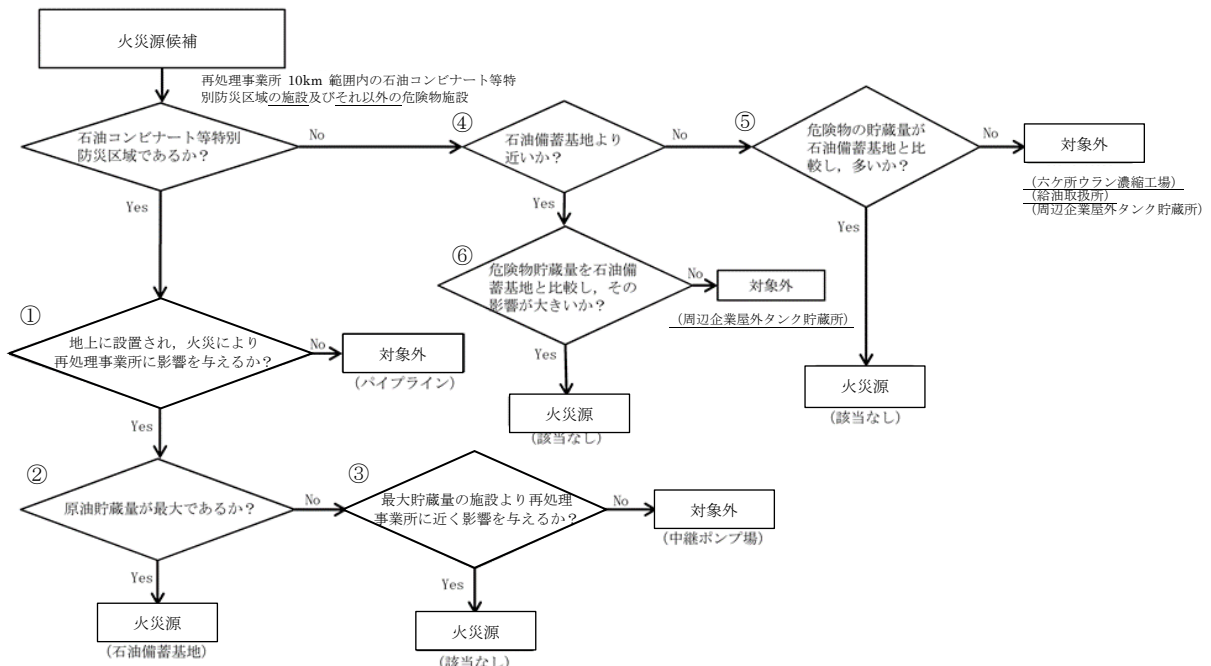 火災源候補
再処理事業所 10km 範囲内の石油コンビナート等特
別防災区域の施設及びそれ以外の危険物施設
石油コンビナート等特別
防災区域であるか?
No
Yes
④
石油備蓄基地より
近いか?
No
Yes
⑤
危険物の貯蔵量が
石油備蓄基地と比
較し,多いか?
No
Yes
対象外
(六ケ所ウラン濃縮工場)
(給油取扱所)
(周辺企業屋外タンク貯蔵所)
⑥
危険物貯蔵量を石油備
蓄基地と比較し,その
影響が大きいか?
No
Yes
対象外
(周辺企業屋外タンク貯蔵所)
火災源
(該当なし)
火災源
(該当なし)
①
地上に設置され,火災により
再処理事業所に影響を与えるか?
No
Yes
対象外
(パイプライン)
②
原油貯蔵量が最大であるか?
No
Yes
③
最大貯蔵量の施設より再処理
事業所に近く影響を与えるか?
No
Yes
対象外
(中継ポンプ場)
火災源
(石油備蓄基地)
火災源
(該当なし)